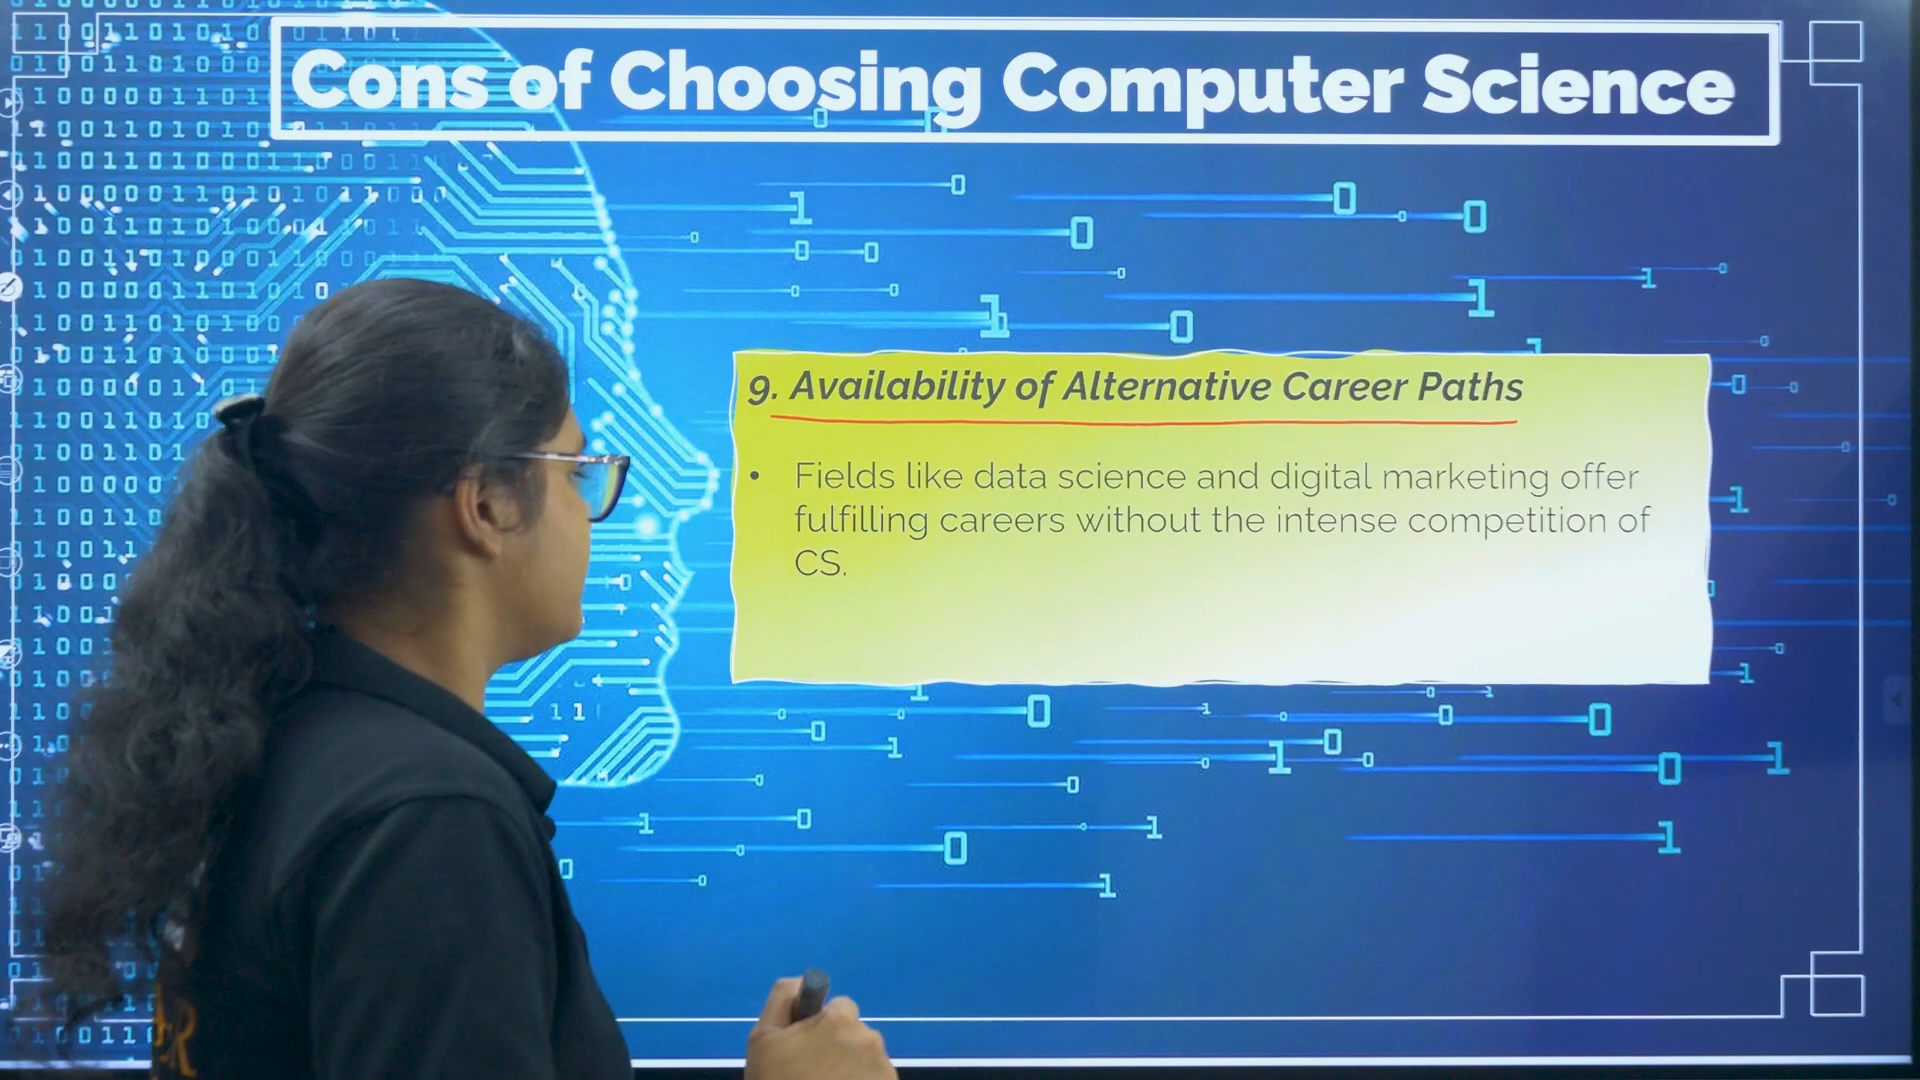 Cons of Choosing Computer Science
9. Availability of Alternative Career Paths
• Fields like data science and digital marketing offer
fulfilling careers without the intense competition of
CS.